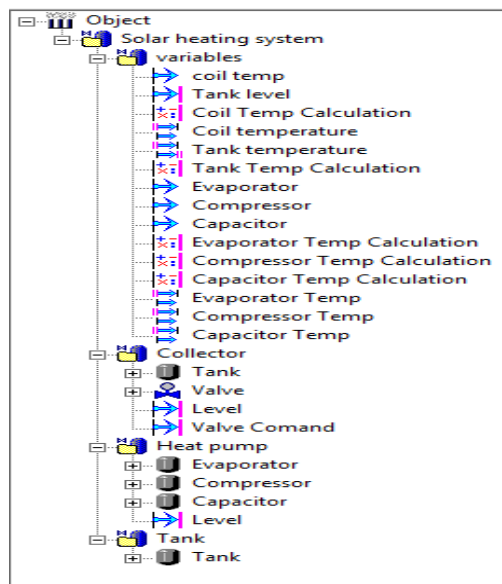 Object
Solar heating system
variables
coil temp
Tank level
Coil Temp Calculation
Coil temperature
Tank temperature
Tank Temp Calculation
Evaporator
Compressor
Capacitor
Evaporator Temp Calculation
Compressor Temp Calculation
Capacitor Temp Calculation
Evaporator Temp
Compressor Temp
Capacitor Temp
Collector
Tank
Valve
Level
Valve Comand
Heat pump
Evaporator
Compressor
Capacitor
Level
Tank
Tank